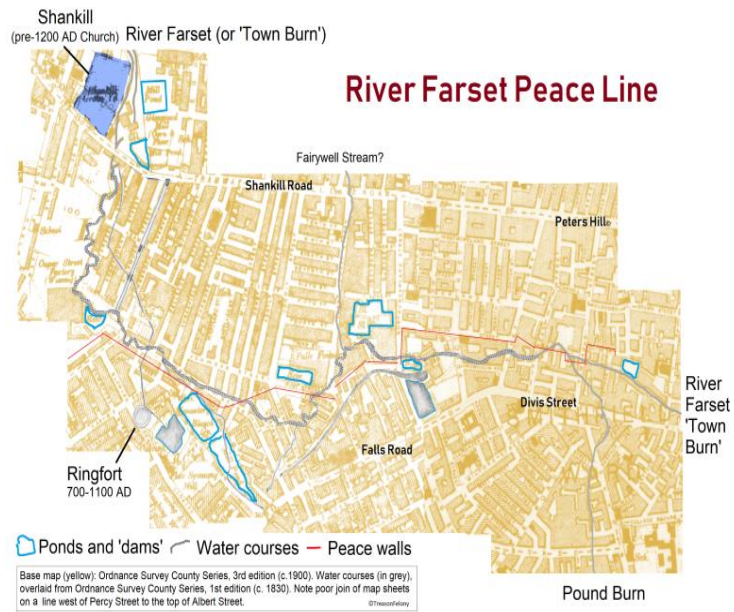 Shankill
(pre-1200 AD Church)
River Farset (or 'Town Burn')
River Farset Peace Line
Fairywell Stream?
Shankill Road
Peters Hill
River
Farset
'Town
Burn'
Divis Street
Falls Road
Ringfort
700-1100 AD
Ponds and 'dams'
Water courses
Peace walls
Pound Burn
Base map (yellow): Ordnance Survey County Series, 3rd edition (c.1900). Water courses (in grey),
overlaid from Ordnance Survey County Series, 1st edition (c. 1830). Note poor join of map sheets
on a line west of Percy Street to the top of Albert Street.
©TreasonFelony